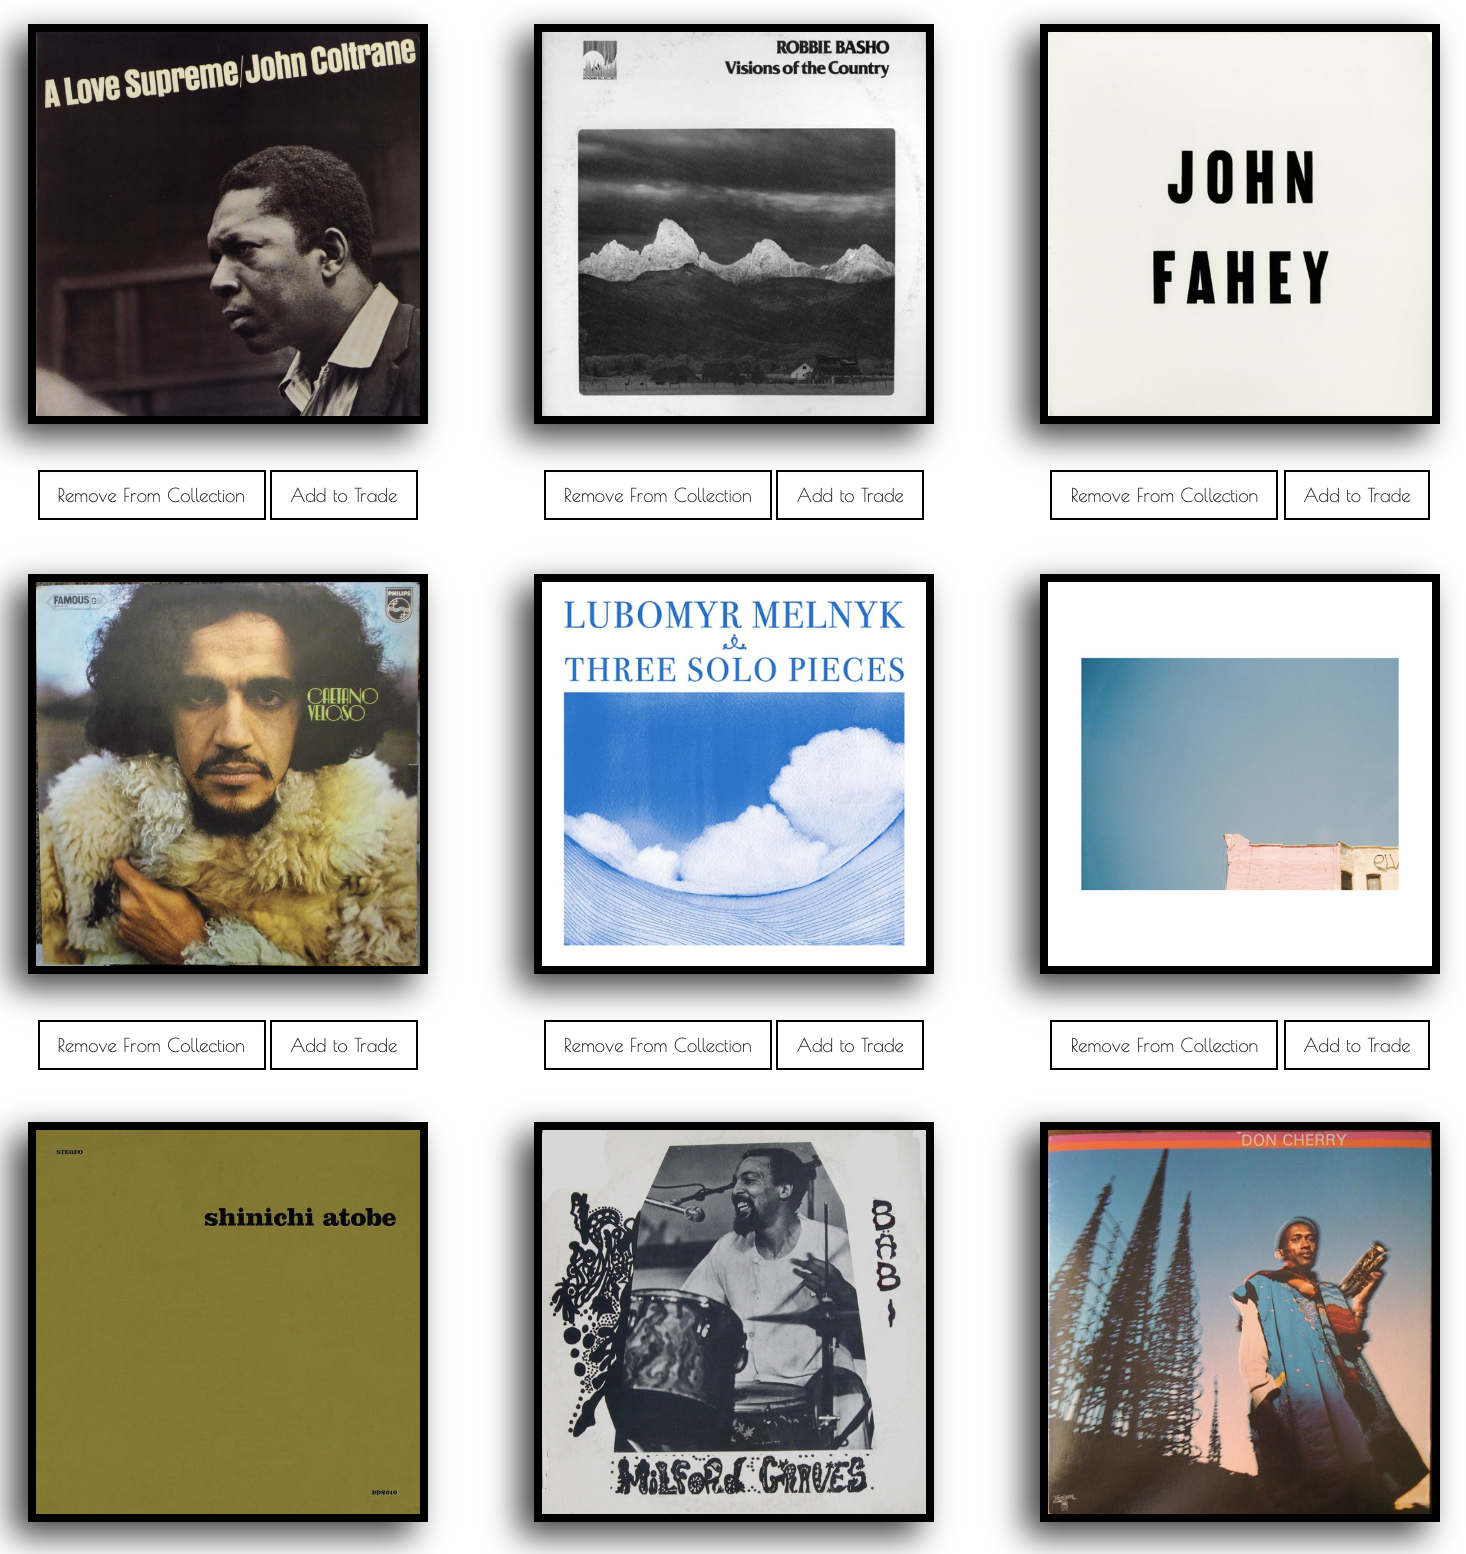 A Love Supreme/John Coltrane
ROBBIE BASHO
Visions of the Country
JOHN
FAHEY
Remove From Collection
Add to Trade
Remove From Collection
Add to Trade
Remove From Collection
Add to Trade
FAMOUS
PHILIPS
CAETANO
VELOSO
LUBOMYR MELNYK
THREE SOLO PIECES
Remove From Collection
Add to Trade
Remove From Collection
Add to Trade
Remove From Collection
Add to Trade
STEREO
shinichi atobe
DDS010
BABI
MILFORD GRAVES
DON CHERRY